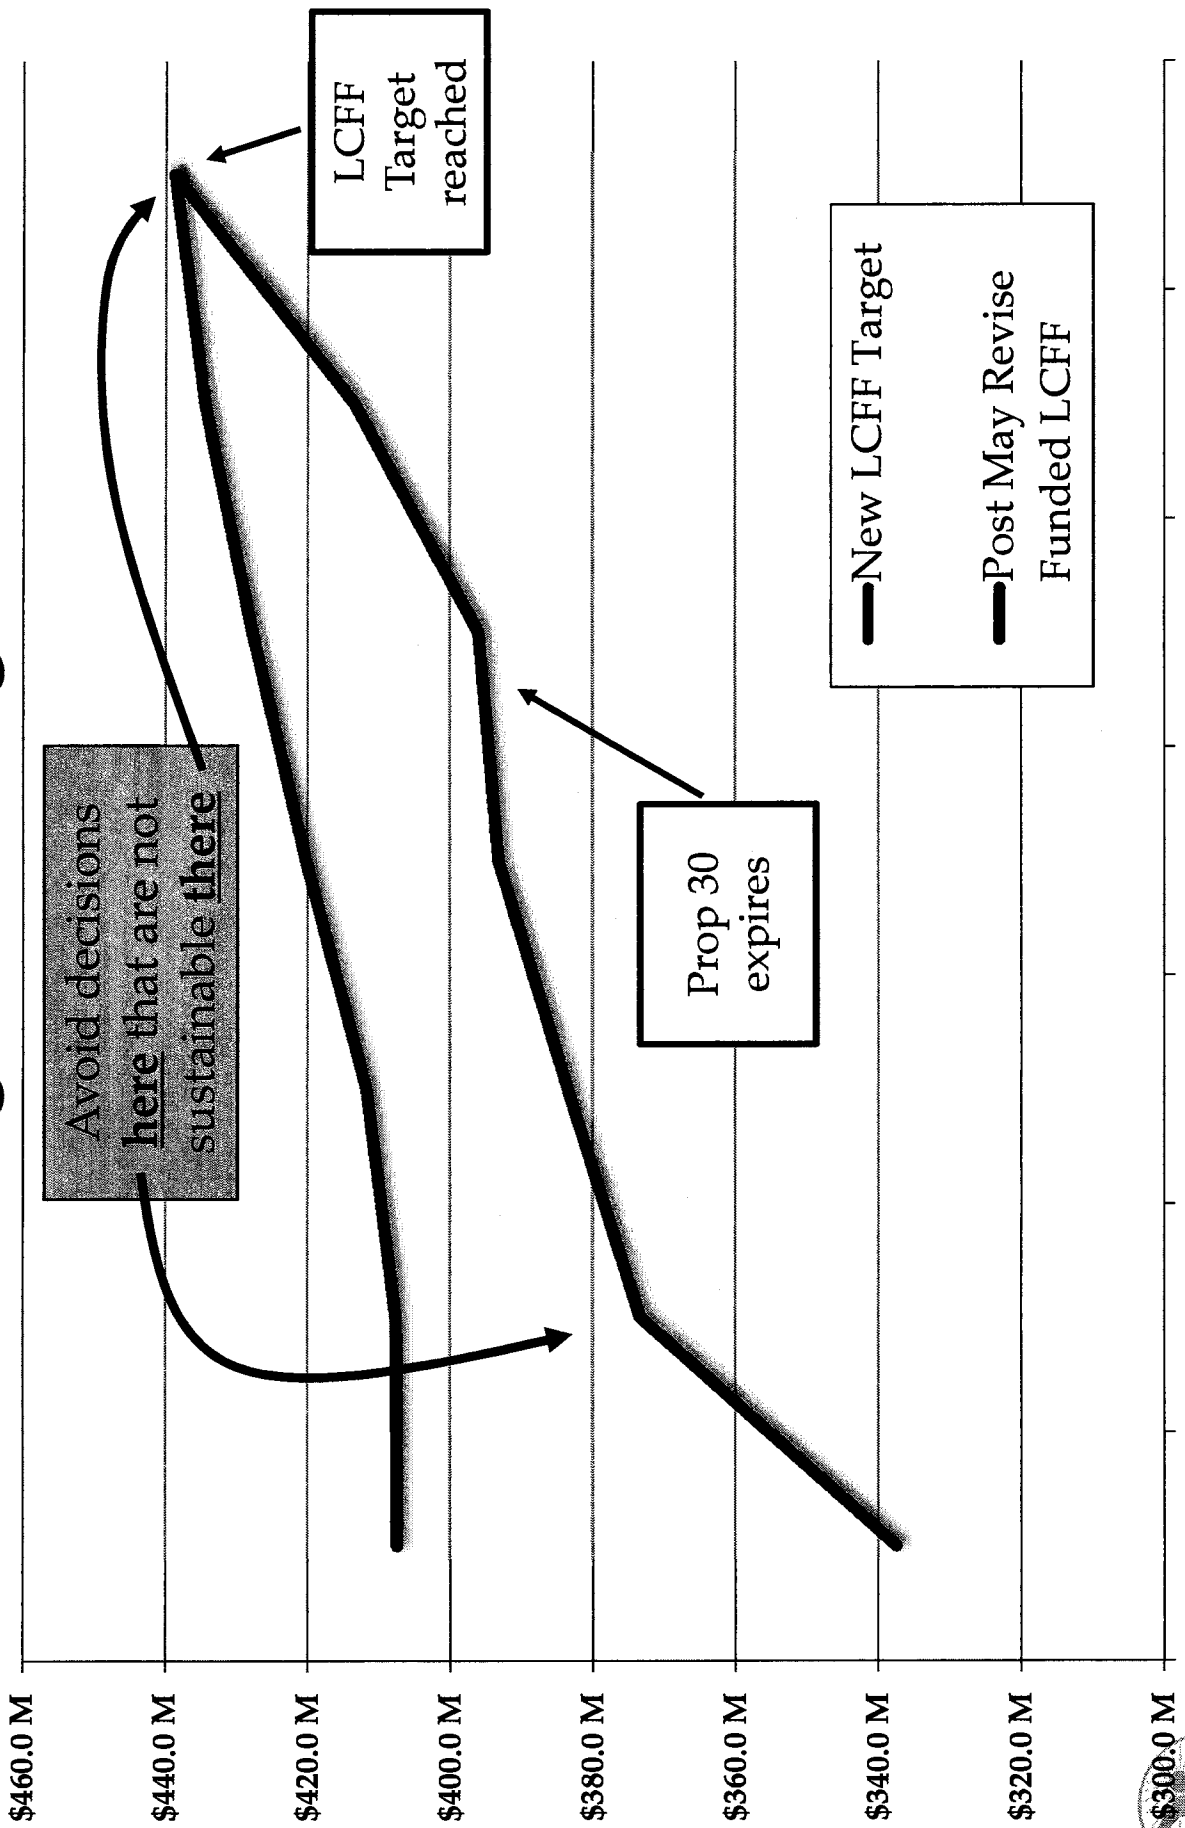 $460.0 M
$440.0 M
$420.0 M
$400.0 M
$380.0 M
$360.0 M
$340.0 M
$320.0 M
$300.0 M
Avoid decisions
here that are not
sustainable there
LCFF
Target
reached
Prop 30
expires
New LCFF Target
Post May Revise
Funded LCFF